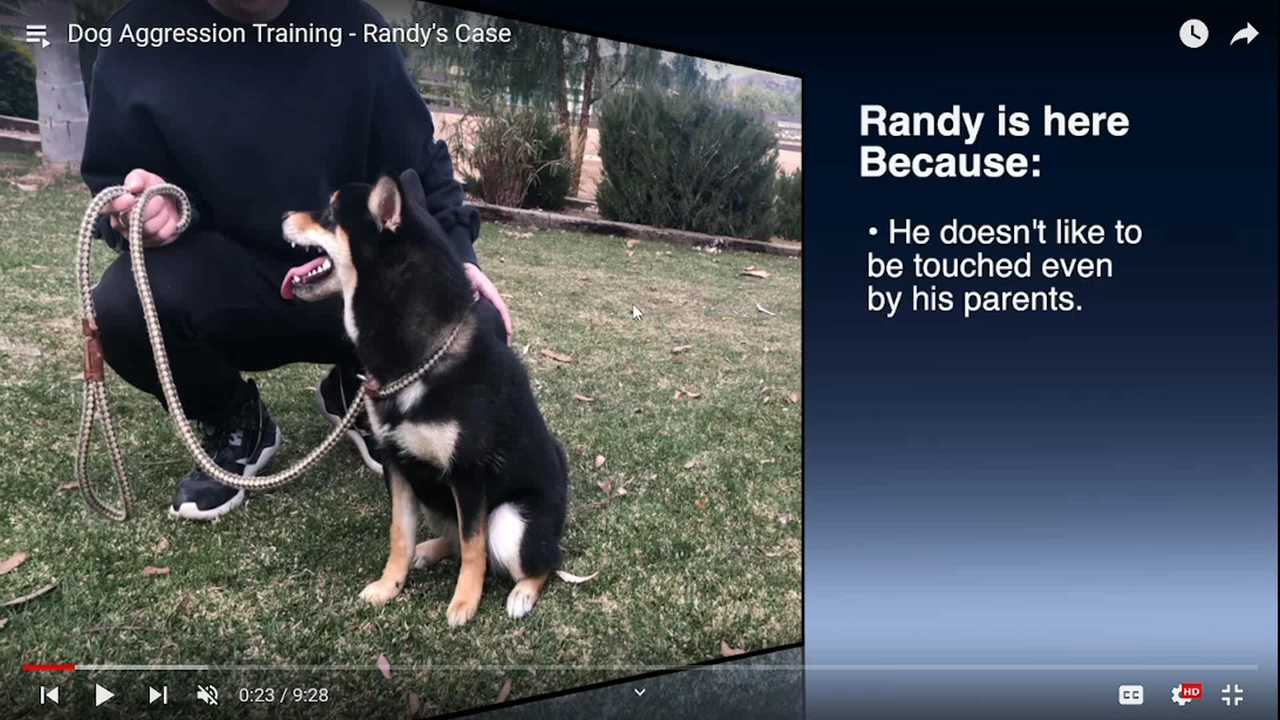 Dog Aggression Training - Randy's Case
Randy is here
Because:
• He doesn't like to
be touched even
by his parents.
0:23 / 9:28
CC
HD